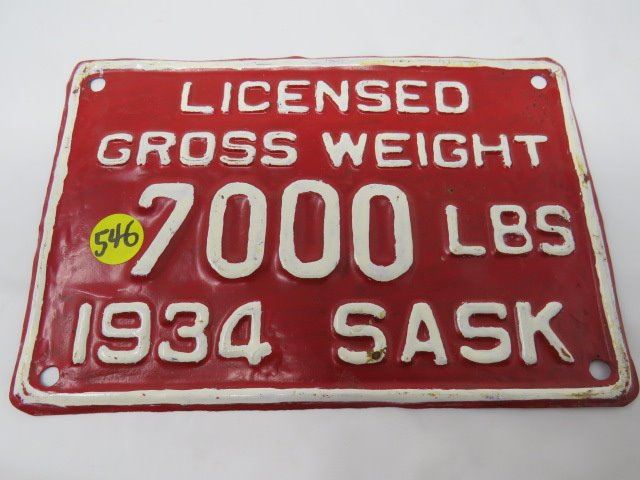 LICENSED
GROSS WEIGHT
7000 LBS
546
1934 SASK